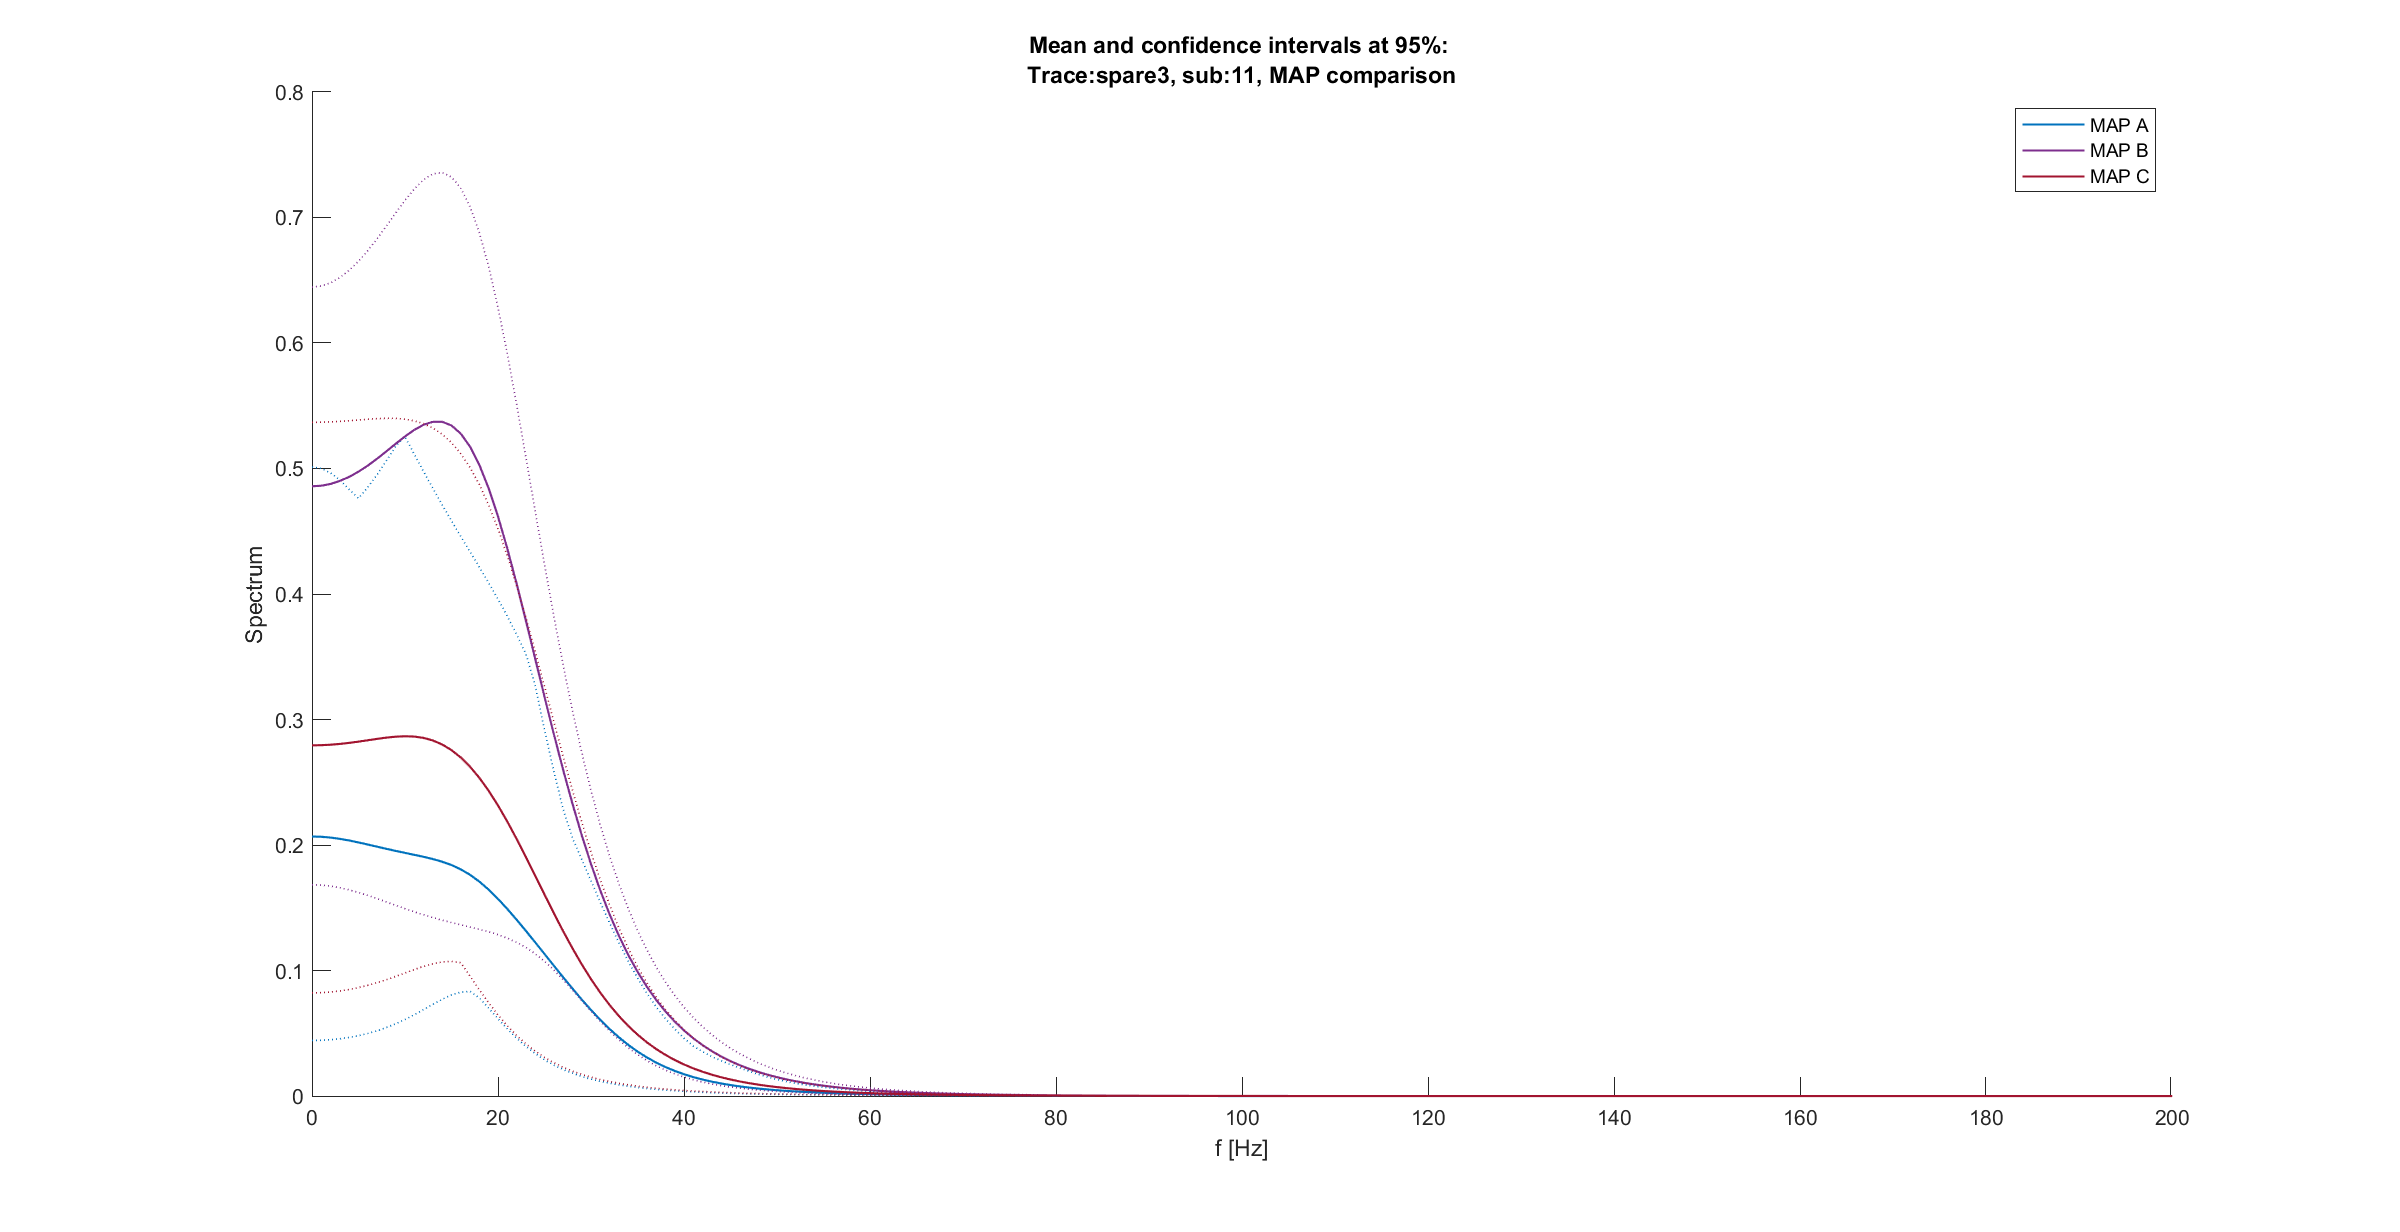 Mean and confidence intervals at 95%:
Trace:spare3, sub:11, MAP comparison
MAP A
MAP B
MAP C
Spectrum
0.8
0.7
0.6
0.5
0.4
0.3
0.2
0.1
0
0 20 40 60 80 100 120 140 160 180 200
f [Hz]